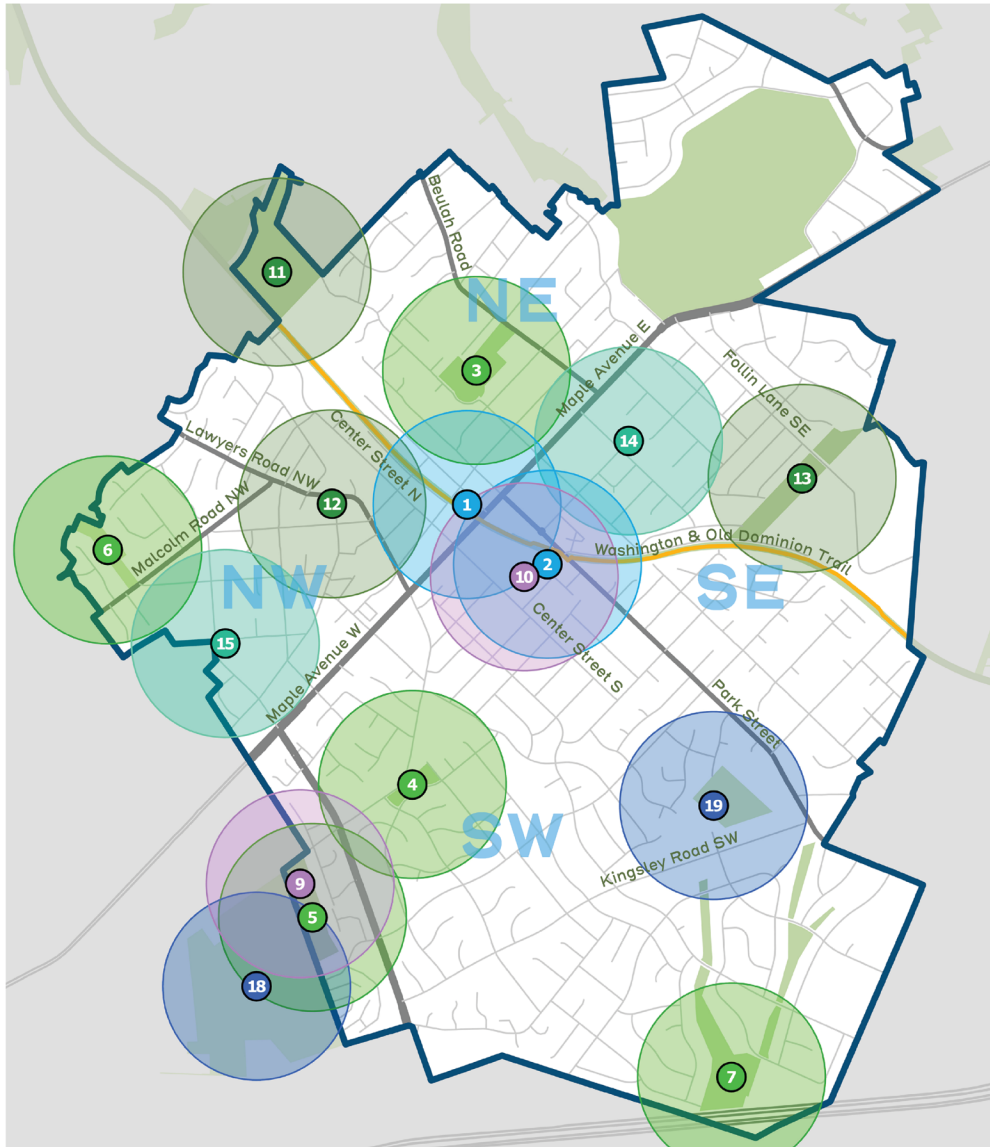 Beulah Road
11
NE
Maple Avenue E
3
Follin Lane SE
Center Street N
14
Lawyers Road NW
13
12
1
Malcolm Road NW
6
Washington & Old Dominion Trail
2
10
NW
SE
Center Street S
15
Maple Avenue W
Park Street
4
19
SW
Kingsley Road SW
9
5
18
7